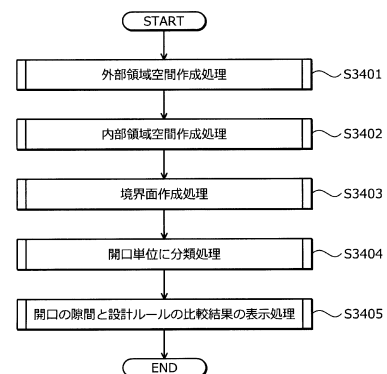 START
外部領域空間作成処理
S3401
内部領域空間作成処理
S3402
境界面作成処理
S3403
開口単位に分類処理
S3404
開口の隙間と設計ルールの比較結果の表示処理
S3405
END